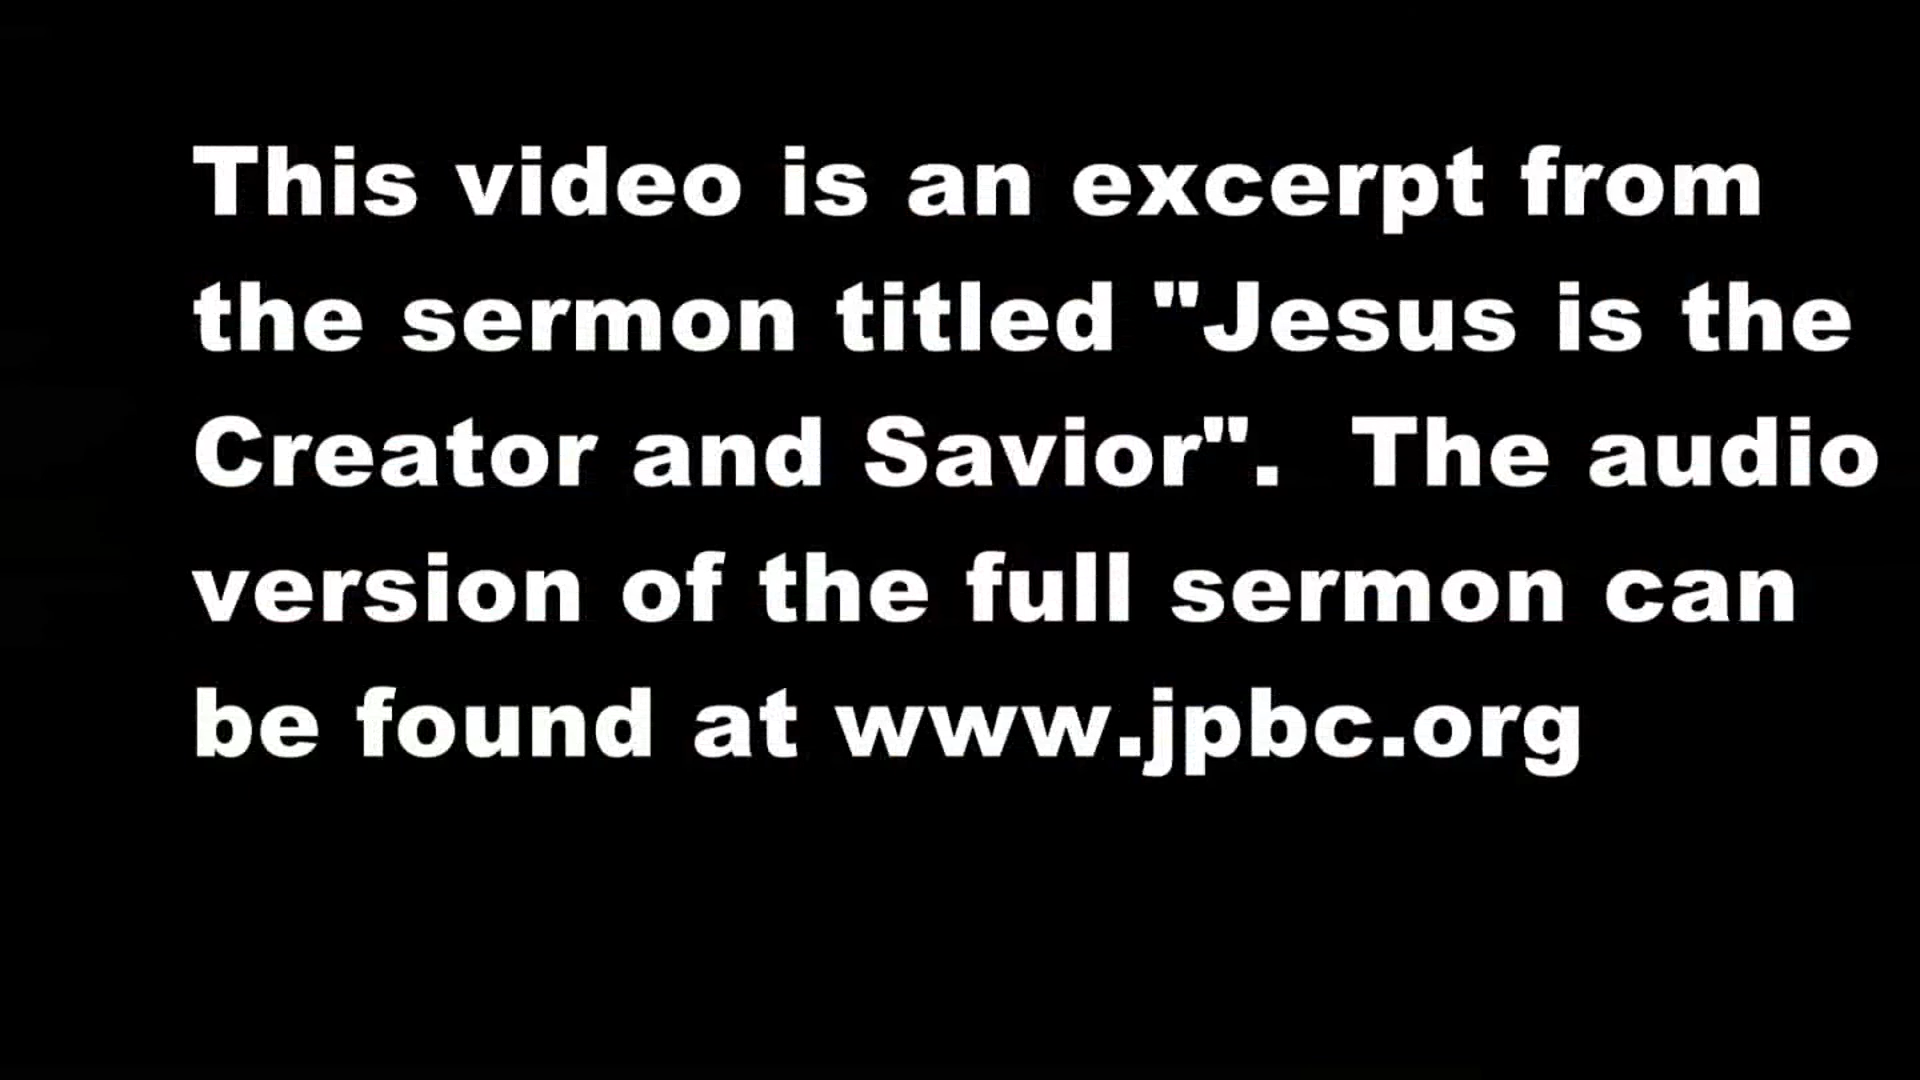 This video is an excerpt from
the sermon titled "Jesus is the
Creator and Savior".  The audio
version of the full sermon can
be found at www.jpbc.org